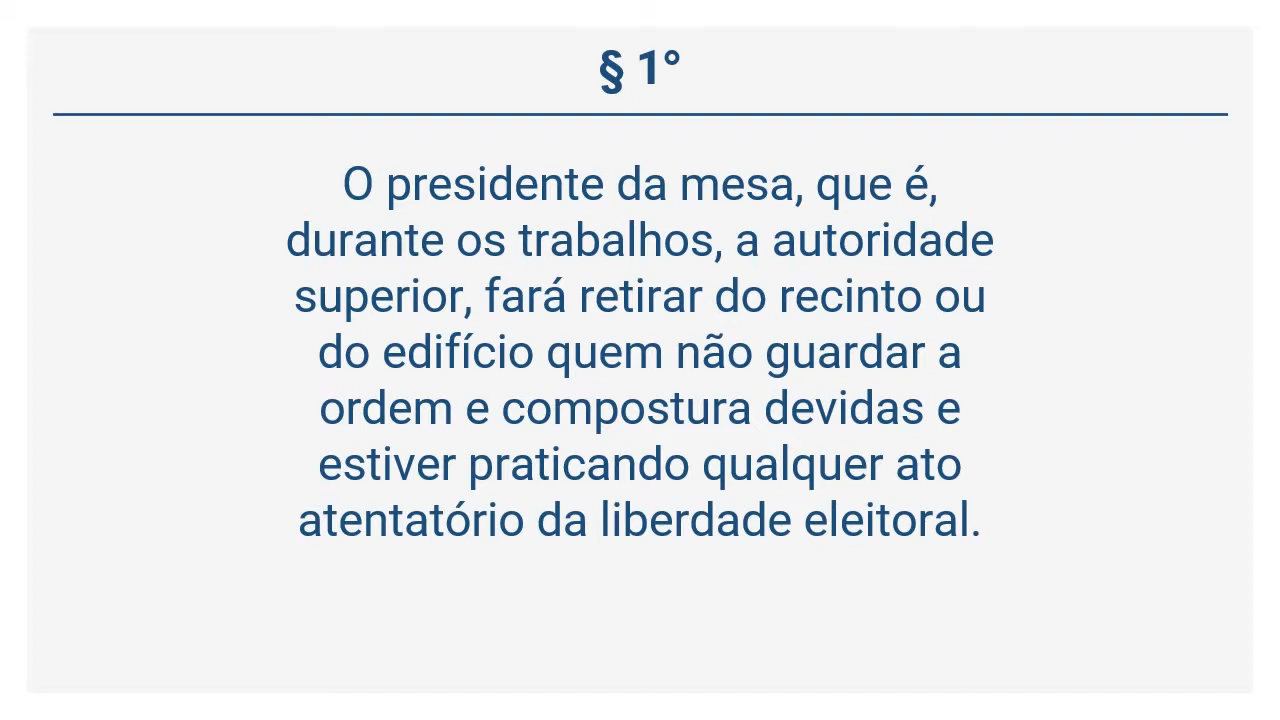 § 1°
O presidente da mesa, que é,
durante os trabalhos, a autoridade
superior, fará retirar do recinto ou
do edifício quem não guardar a
ordem e compostura devidas e
estiver praticando qualquer ato
atentatório da liberdade eleitoral.